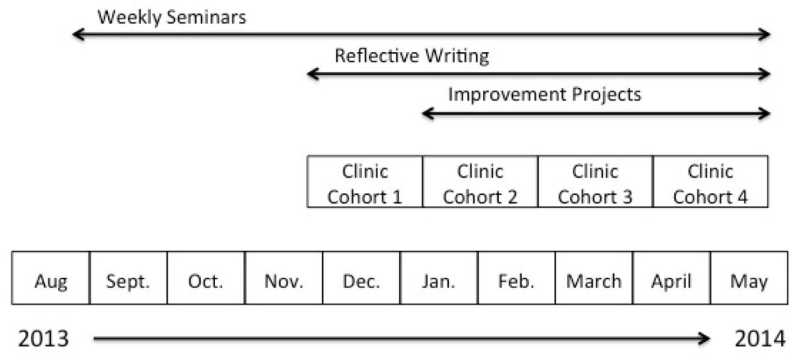 Weekly Seminars
Reflective Writing
Improvement Projects
Clinic Clinic Clinic Clinic
Cohort 1 Cohort 2 Cohort 3 Cohort 4
Aug Sept. Oct. Nov. Dec. Jan. Feb. March April May
2013 2014